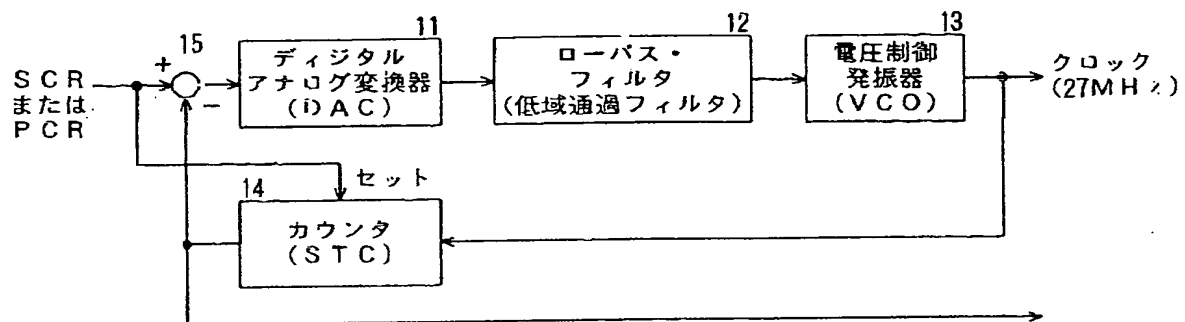 15
+
-
SCR
または
PCR
11
ディジタル
アナログ変換器
(DAC)
12
ローパス・
フィルタ
(低域通過フィルタ)
13
電圧制御
発振器
(VCO)
クロック
(27MHz)
14
セット
カウンタ
(STC)